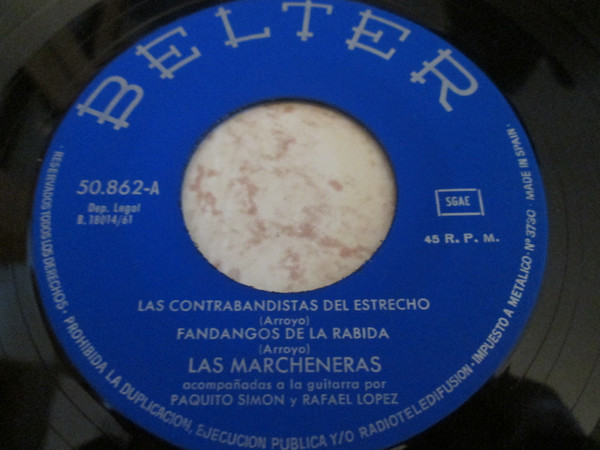 BELTER
50.862-A
Dep. Legal
B. 18014/61
SGAE
45 R. P. M.
LAS CONTRABANDISTAS DEL ESTRECHO
(Arroyo)
FANDANGOS DE LA RABIDA
(Arroyo)
LAS MARCHENERAS
acompañadas a la guitarra por
PAQUITO SIMON y RAFAEL LOPEZ
· RESERVADOS TODOS LOS DERECHOS · PROHIBIDA LA DUPLICACION, EJECUCION PUBLICA Y/O RADIOTELEDIFUSION · IMPUESTO A METALICO · Nº 3730 · MADE IN SPAIN ·